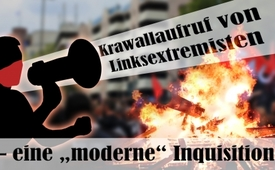 Krawallaufruf von
Linksextremisten
– eine „moderne“ Inquisition